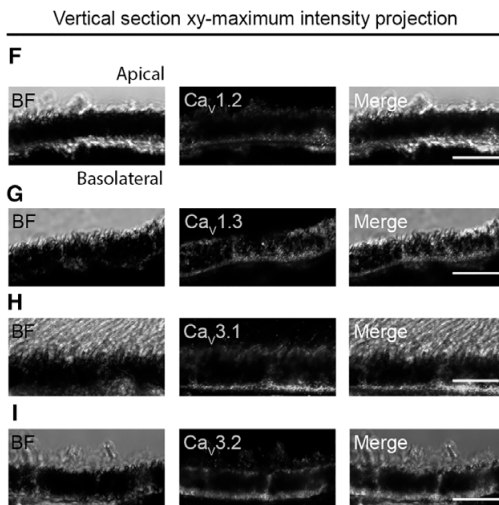 Vertical section xy-maximum intensity projection
F
Apical
BF
Cav1.2
Merge
Basolateral
G
BF
Cav1.3
Merge
H
BF
Cav3.1
Merge
I
BF
Cav3.2
Merge